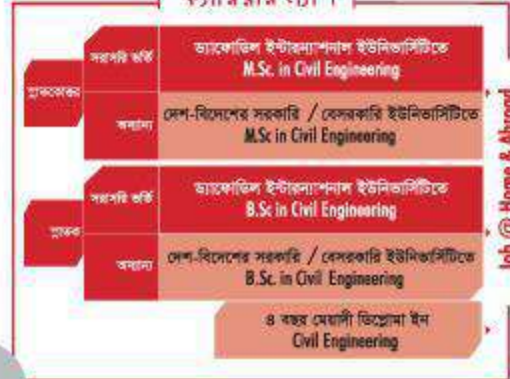 ক্যারিয়ার ম্যাপ
স্নাতকোত্তর
সরাসরি ভর্তি
ড্যাফোডিল ইন্টারন্যাশনাল ইউনিভার্সিটিতে
M.Sc. in Civil Engineering
অন্যান্য
দেশ-বিদেশের সরকারি / বেসরকারি ইউনিভার্সিটিতে
M.Sc in Civil Engineering
স্নাতক
সরাসরি ভর্তি
ড্যাফোডিল ইন্টারন্যাশনাল ইউনিভার্সিটিতে
B.Sc in Civil Engineering
অন্যান্য
দেশ-বিদেশের সরকারি / বেসরকারি ইউনিভার্সিটিতে
B.Sc. in Civil Engineering
৪ বছর মেয়াদী ডিপ্লোমা ইন
Civil Engineering
Job @ Home & Abroad